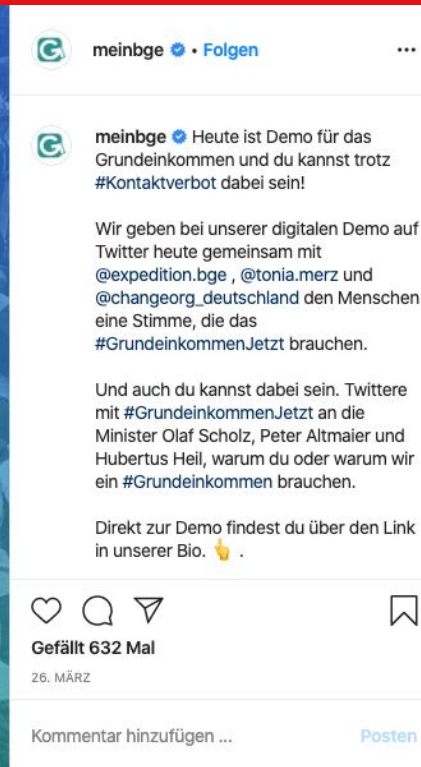 meinbge • Folgen
meinbge Heute ist Demo für das
Grundeinkommen und du kannst trotz
#Kontaktverbot dabei sein!
Wir geben bei unserer digitalen Demo auf
Twitter heute gemeinsam mit
@expedition.bge , @tonia.merz und
@changeorg_deutschland den Menschen
eine Stimme, die das
#GrundeinkommenJetzt brauchen.
Und auch du kannst dabei sein. Twittere
mit #GrundeinkommenJetzt an die
Minister Olaf Scholz, Peter Altmaier und
Hubertus Heil, warum du oder warum wir
ein #Grundeinkommen brauchen.
Direkt zur Demo findest du über den Link
in unserer Bio. 👆 .
Gefällt 632 Mal
26. MÄRZ
Kommentar hinzufügen ... Posten